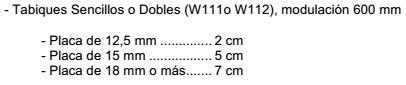 - Tabiques Sencillos o Dobles (W111o W112), modulación 600 mm
- Placa de 12,5 mm .............. 2 cm
- Placa de 15 mm ................. 5 cm
- Placa de 18 mm o más....... 7 cm